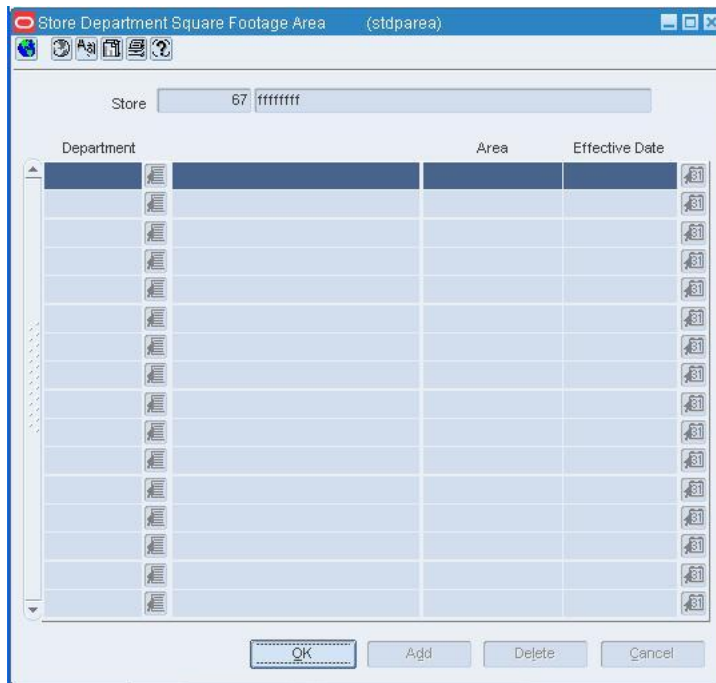 Store Department Square Footage Area (stdparea)
Store 67 ffffffff
Department Area Effective Date
OK Add Delete Cancel